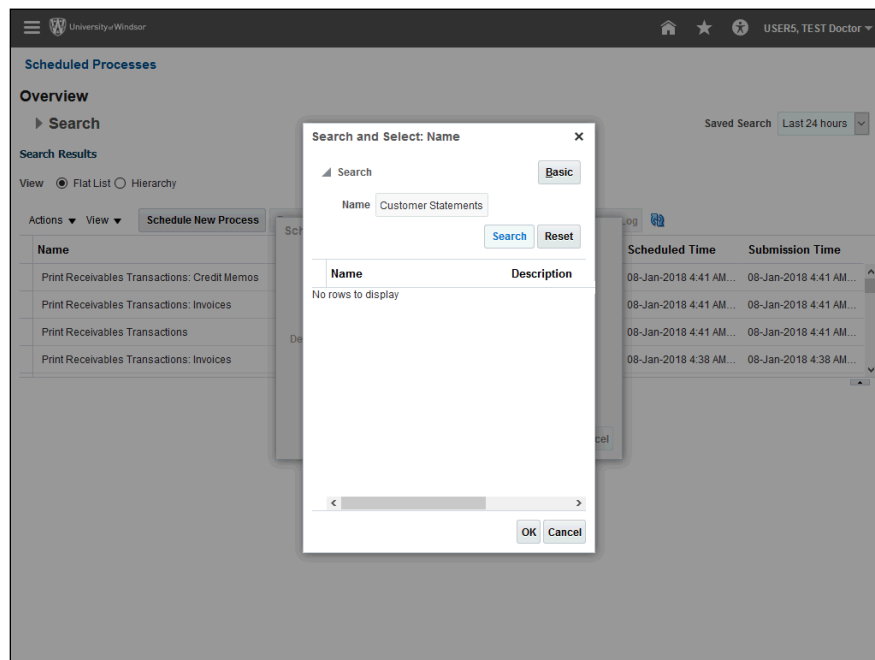 University of Windsor
USER5, TEST Doctor
Scheduled Processes
Overview
Search
Saved Search Last 24 hours
Search Results
View Flat List Hierarchy
Actions View Schedule New Process
Log
Name Scheduled Time Submission Time
Print Receivables Transactions: Credit Memos 08-Jan-2018 4:41 AM... 08-Jan-2018 4:41 AM...
Print Receivables Transactions: Invoices 08-Jan-2018 4:41 AM... 08-Jan-2018 4:41 AM...
Print Receivables Transactions 08-Jan-2018 4:41 AM... 08-Jan-2018 4:41 AM...
Print Receivables Transactions: Invoices 08-Jan-2018 4:38 AM... 08-Jan-2018 4:38 AM...
Sch
De
cel
Search and Select: Name
Search Basic
Name Customer Statements
Search Reset
Name Description
No rows to display
OK Cancel